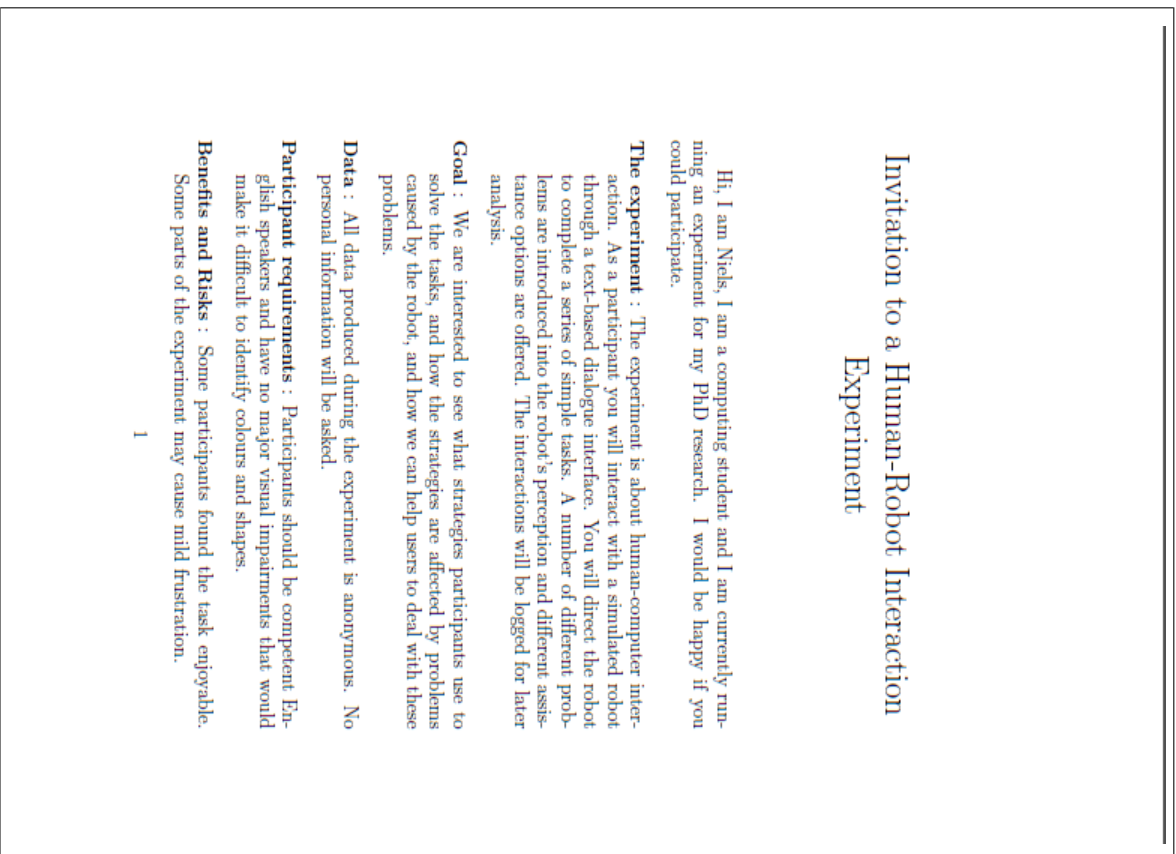 Invitation to a Human-Robot Interaction
Experiment
Hi, I am Niels, I am a computing student and I am currently run-
ning an experiment for my PhD research. I would be happy if you
could participate.
The experiment : The experiment is about human-computer inter-
action. As a participant you will interact with a simulated robot
through a text-based dialogue interface. You will direct the robot
to complete a series of simple tasks. A number of different prob-
lems are introduced into the robot's perception and different assis-
tance options are offered. The interactions will be logged for later
analysis.
Goal : We are interested to see what strategies participants use to
solve the tasks, and how the strategies are affected by problems
caused by the robot, and how we can help users to deal with these
problems.
Data : All data produced during the experiment is anonymous. No
personal information will be asked.
Participant requirements : Participants should be competent En-
glish speakers and have no major visual impairments that would
make it difficult to identify colours and shapes.
Benefits and Risks : Some participants found the task enjoyable.
Some parts of the experiment may cause mild frustration.
1